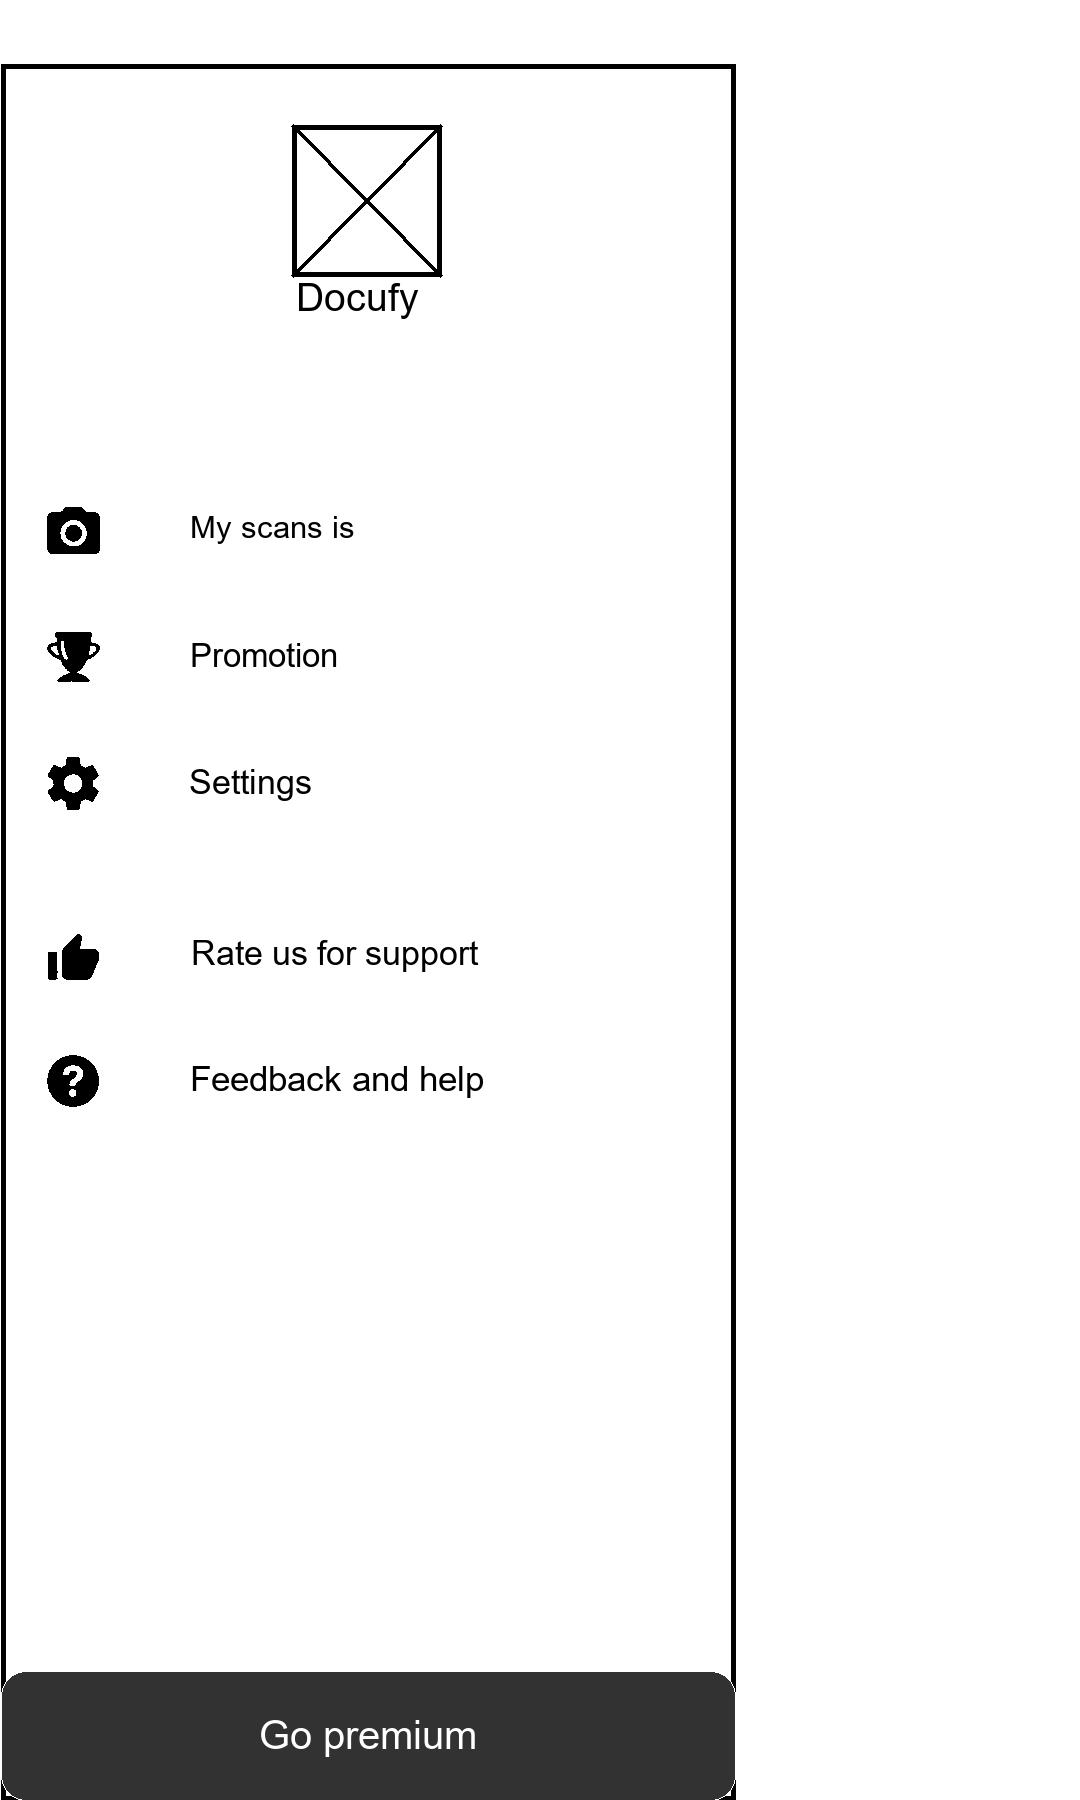 Docufy
My scans is
Promotion
Settings
Rate us for support
Feedback and help
Go premium